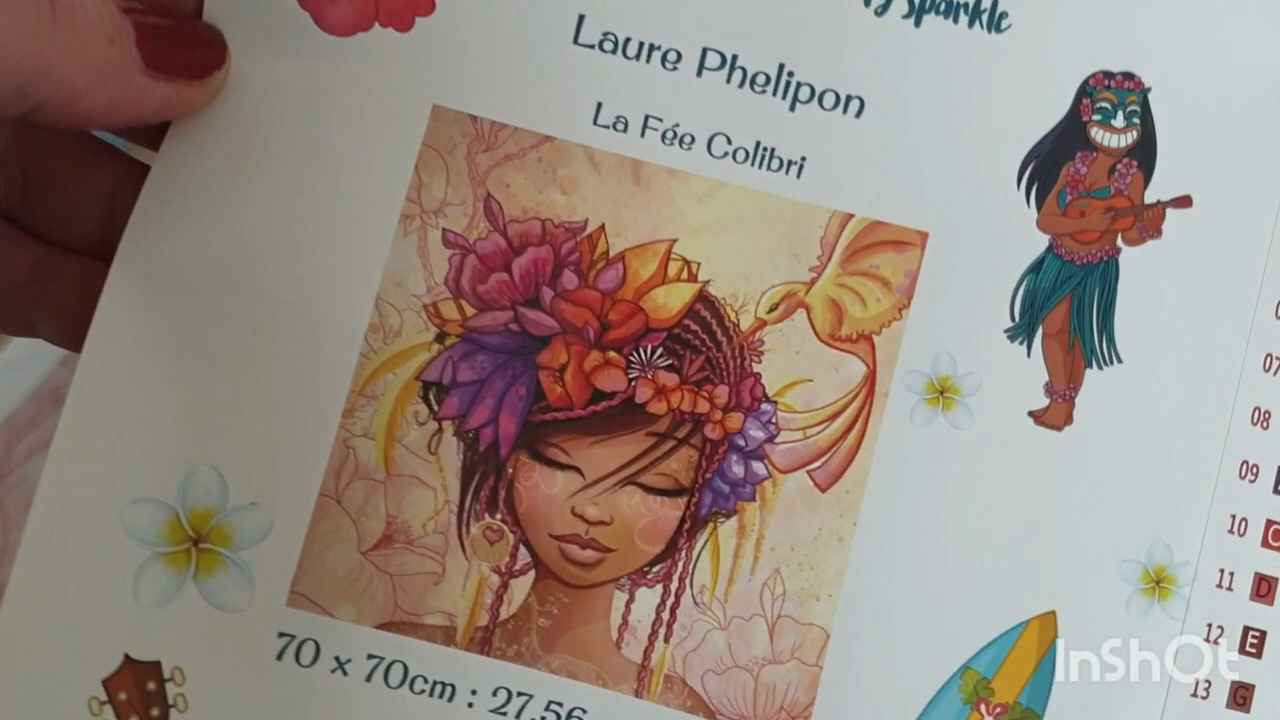 sparkle
Laure Phelipon
La Fée Colibri
70 x 70cm : 27,56
07
08
09
10 C
11 D
12 E
13 G
InShOt